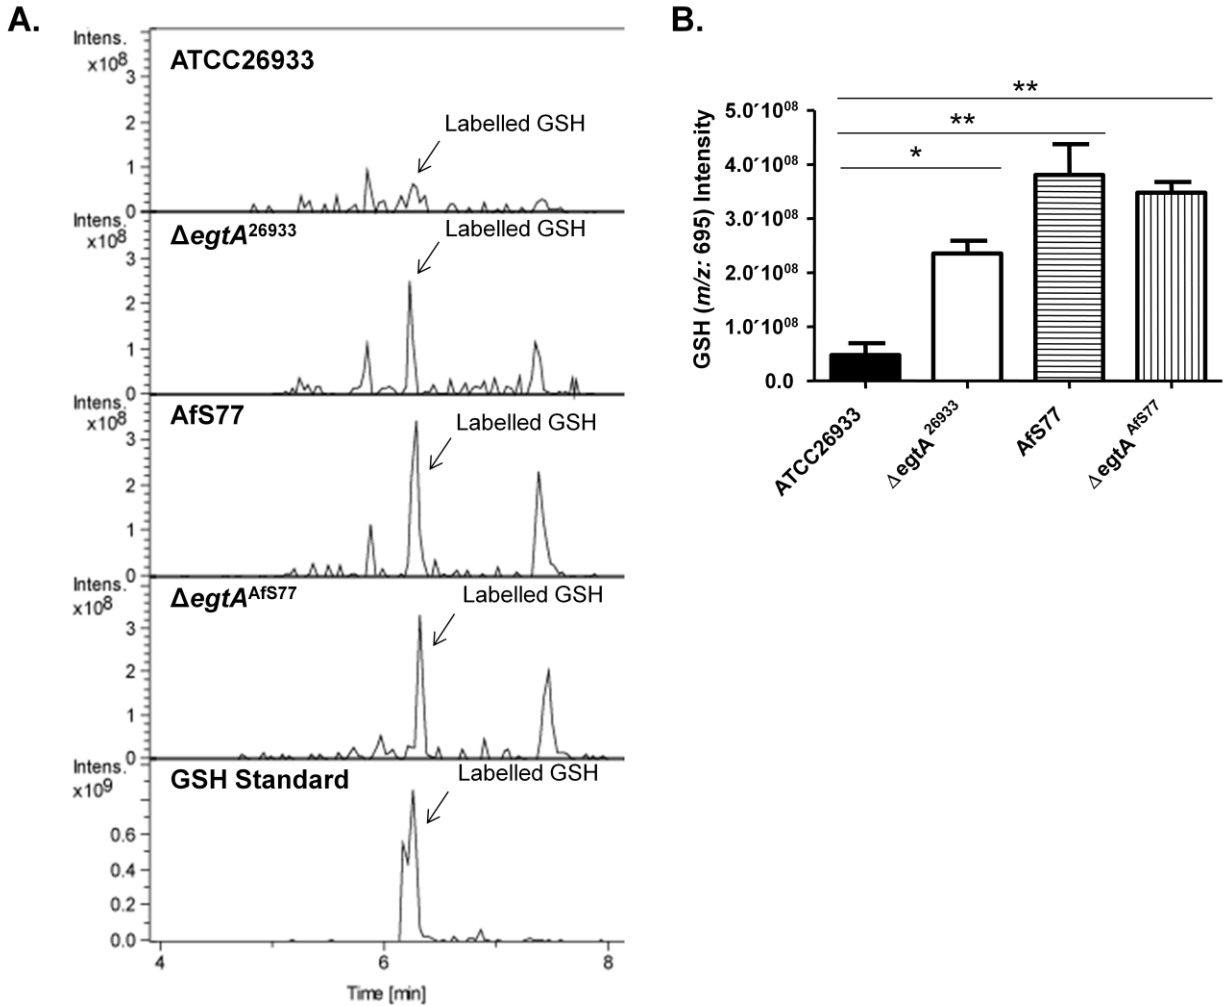 A.
Intens.
x10⁸
ATCC26933
3
2
1
0
Labelled GSH
Intens.
x10⁸
ΔegtA²⁶⁹³³
3
2
1
0
Labelled GSH
Intens.
x10⁸
AfS77
3
2
1
0
Labelled GSH
Intens.
x10⁸
ΔegtAᴬᶠˢ⁷⁷
3
2
1
0
Labelled GSH
Intens.
x10⁹
GSH Standard
0.6
0.4
0.2
0.0
Labelled GSH
4 6 8
Time [min]
B.
GSH (m/z: 695) Intensity
5.0´10⁰⁸
4.0´10⁰⁸
3.0´10⁰⁸
2.0´10⁰⁸
1.0´10⁰⁸
0.0
**
**
*
ATCC26933
ΔegtA ²⁶⁹³³
AfS77
ΔegtA ᴬᶠˢ⁷⁷